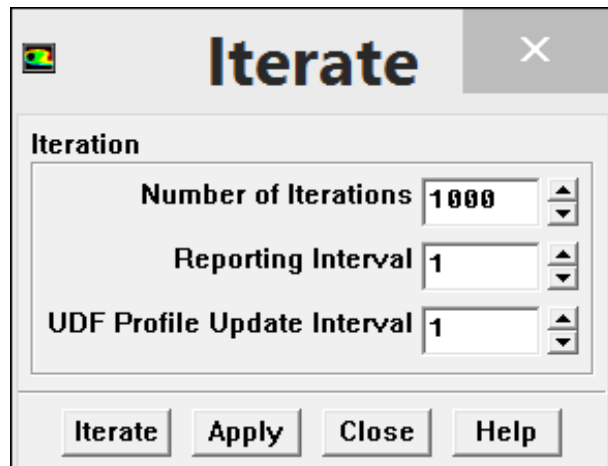 Iterate
Iteration
Number of Iterations 1000
Reporting Interval 1
UDF Profile Update Interval 1
Iterate Apply Close Help